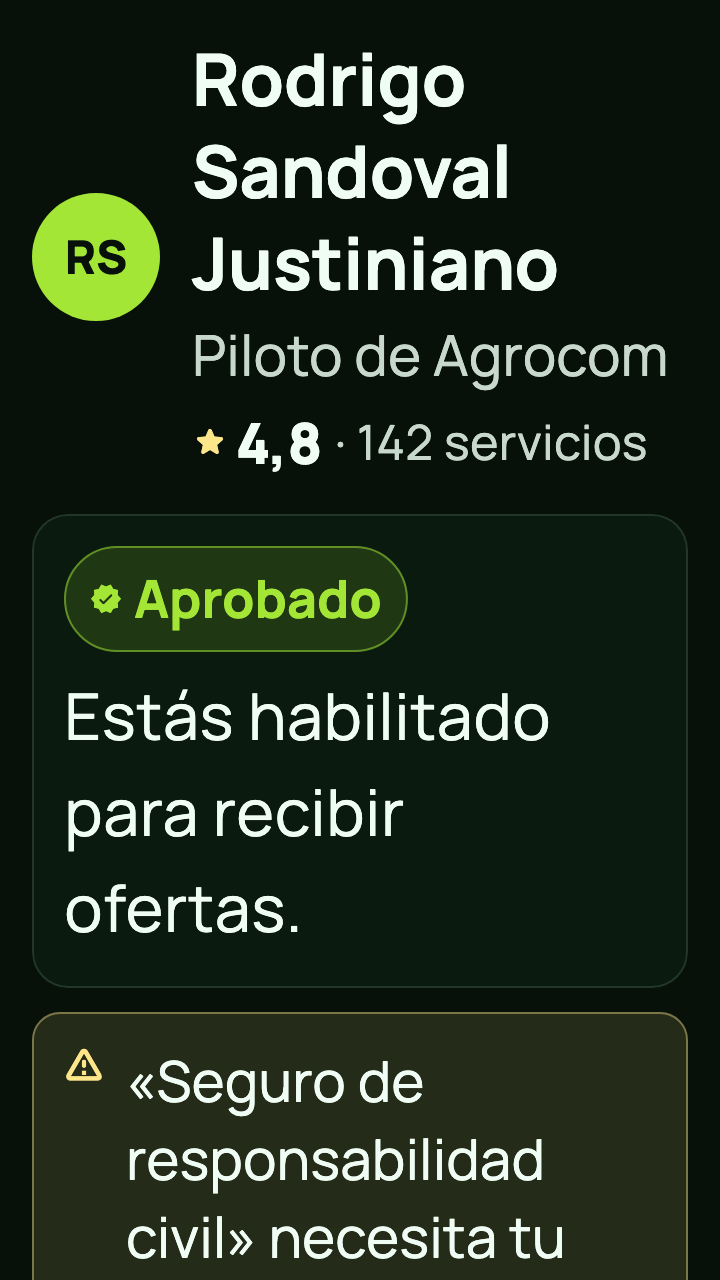 Rodrigo
Sandoval
Justiniano
RS
Piloto de Agrocom
4,8 · 142 servicios
Aprobado
Estás habilitado
para recibir
ofertas.
«Seguro de
responsabilidad
civil» necesita tu